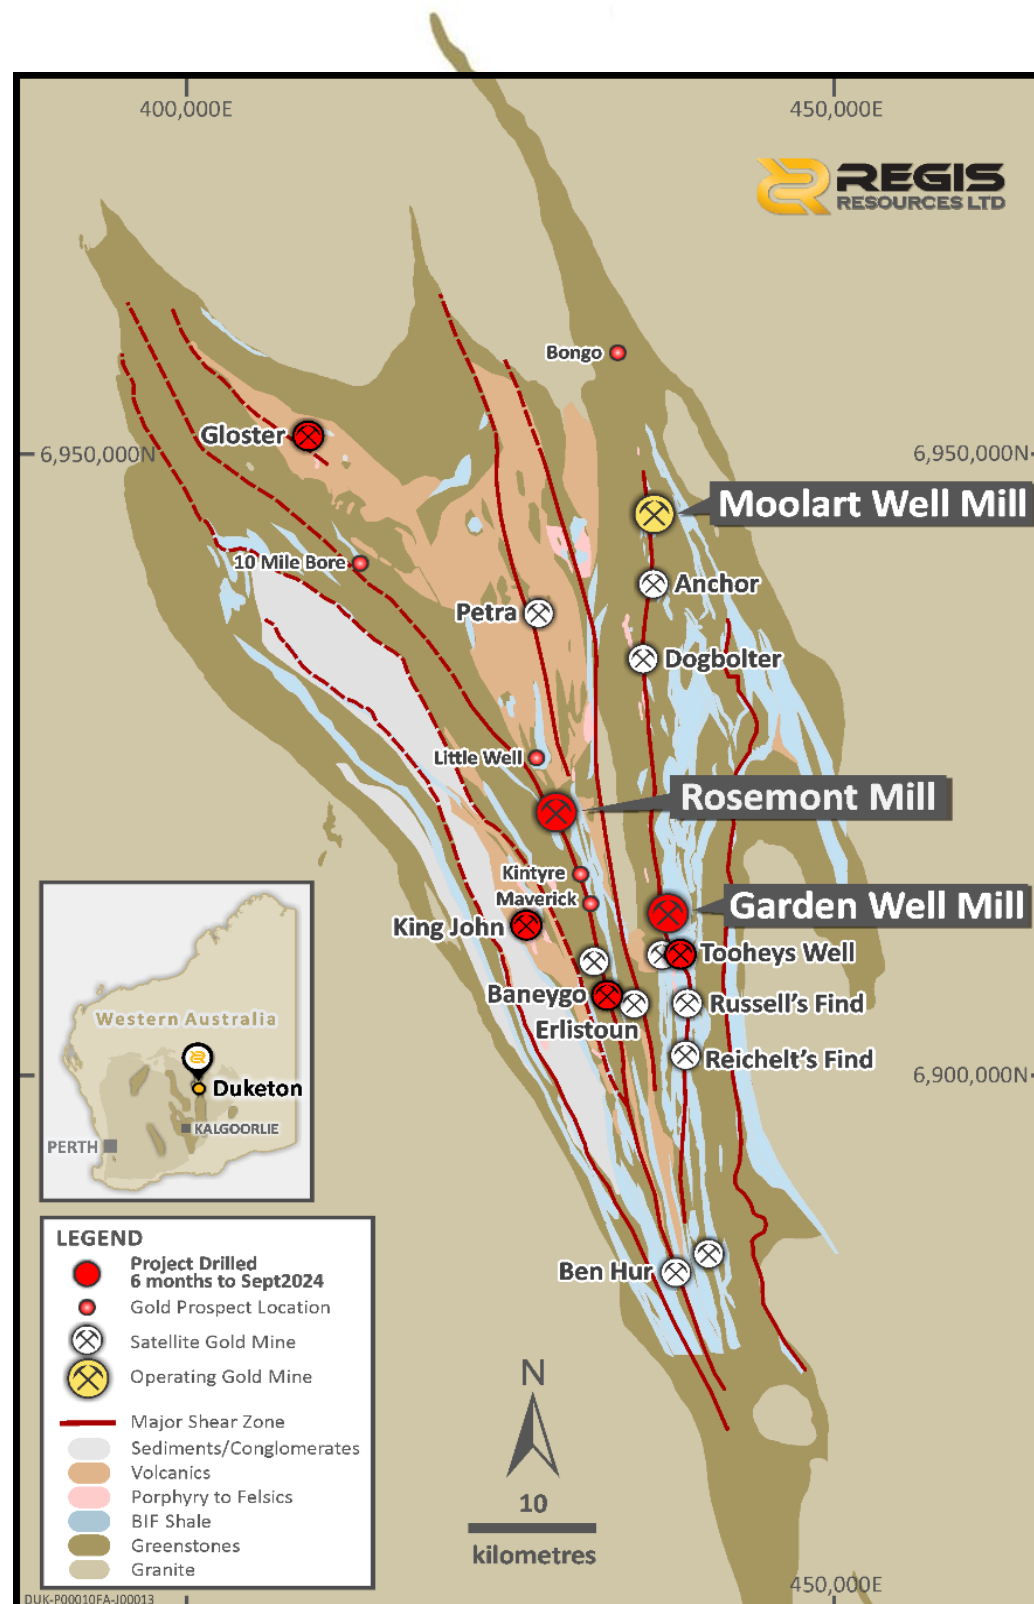 400,000E
450,000E
REGIS
RESOURCES LTD
Bongo
Gloster
6,950,000N
6,950,000N
Moolart Well Mill
10 Mile Bore
Anchor
Petra
Dogbolter
Little Well
Rosemont Mill
Kintyre
Maverick
Garden Well Mill
King John
Tooheys Well
Baneygo
Russell's Find
Erlistoun
Reichelt's Find
6,900,000N
Western Australia
Duketon
KALGOORLIE
PERTH
Ben Hur
LEGEND
Project Drilled
6 months to Sept2024
Gold Prospect Location
Satellite Gold Mine
Operating Gold Mine
Major Shear Zone
Sediments/Conglomerates
Volcanics
Porphyry to Felsics
BIF Shale
Greenstones
Granite
N
10
kilometres
450,000E
DUK-P00010FA-J00013